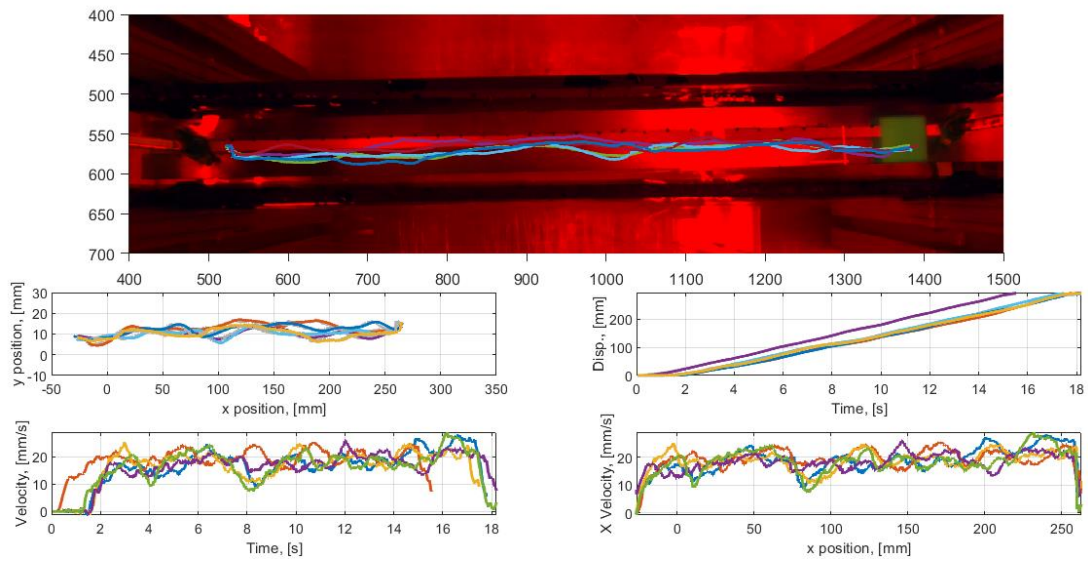 400
450
500
550
600
650
700
400 500 600 700 800 900 1000 1100 1200 1300 1400 1500
y position, [mm]
30
20
10
0
-10
-50 0 50 100 150 200 250 300 350
x position, [mm]
Disp., [mm]
200
100
0
0 2 4 6 8 10 12 14 16 18
Time, [s]
Velocity, [mm/s]
20
10
0
0 2 4 6 8 10 12 14 16 18
Time, [s]
X Velocity, [mm/s]
20
10
0
0 50 100 150 200 250
x position, [mm]